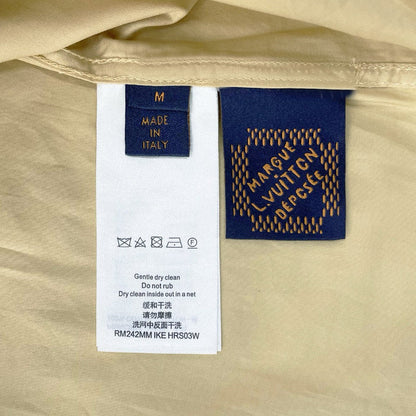 M
MADE
IN
ITALY
MARQUE
L.VUITTON
DÉPOSÉE
Gentle dry clean
Do not rub
Dry clean inside out in a net
缓和干洗
请勿摩擦
洗网中反面干洗
RM242MM IKE HRS03W